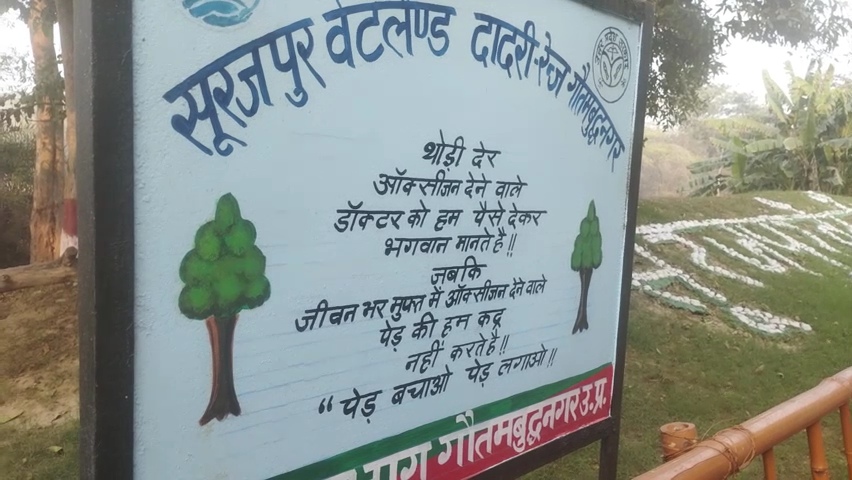 सूरजपुर वेटलैण्ड दादरी-रेन्ज गौतमबुद्धनगर
थोड़ी देर
ऑक्सीजन देने वाले
डॉक्टर को हम पैसे देकर
भगवान मानते है!!
जबकि
जीवन भर मुफ्त में ऑक्सीजन देने वाले
पेड़ की हम कद्र
नहीं करते है!!
“पेड़ बचाओ पेड़ लगाओ!!
गौतमबुद्धनगर उ.प्र.